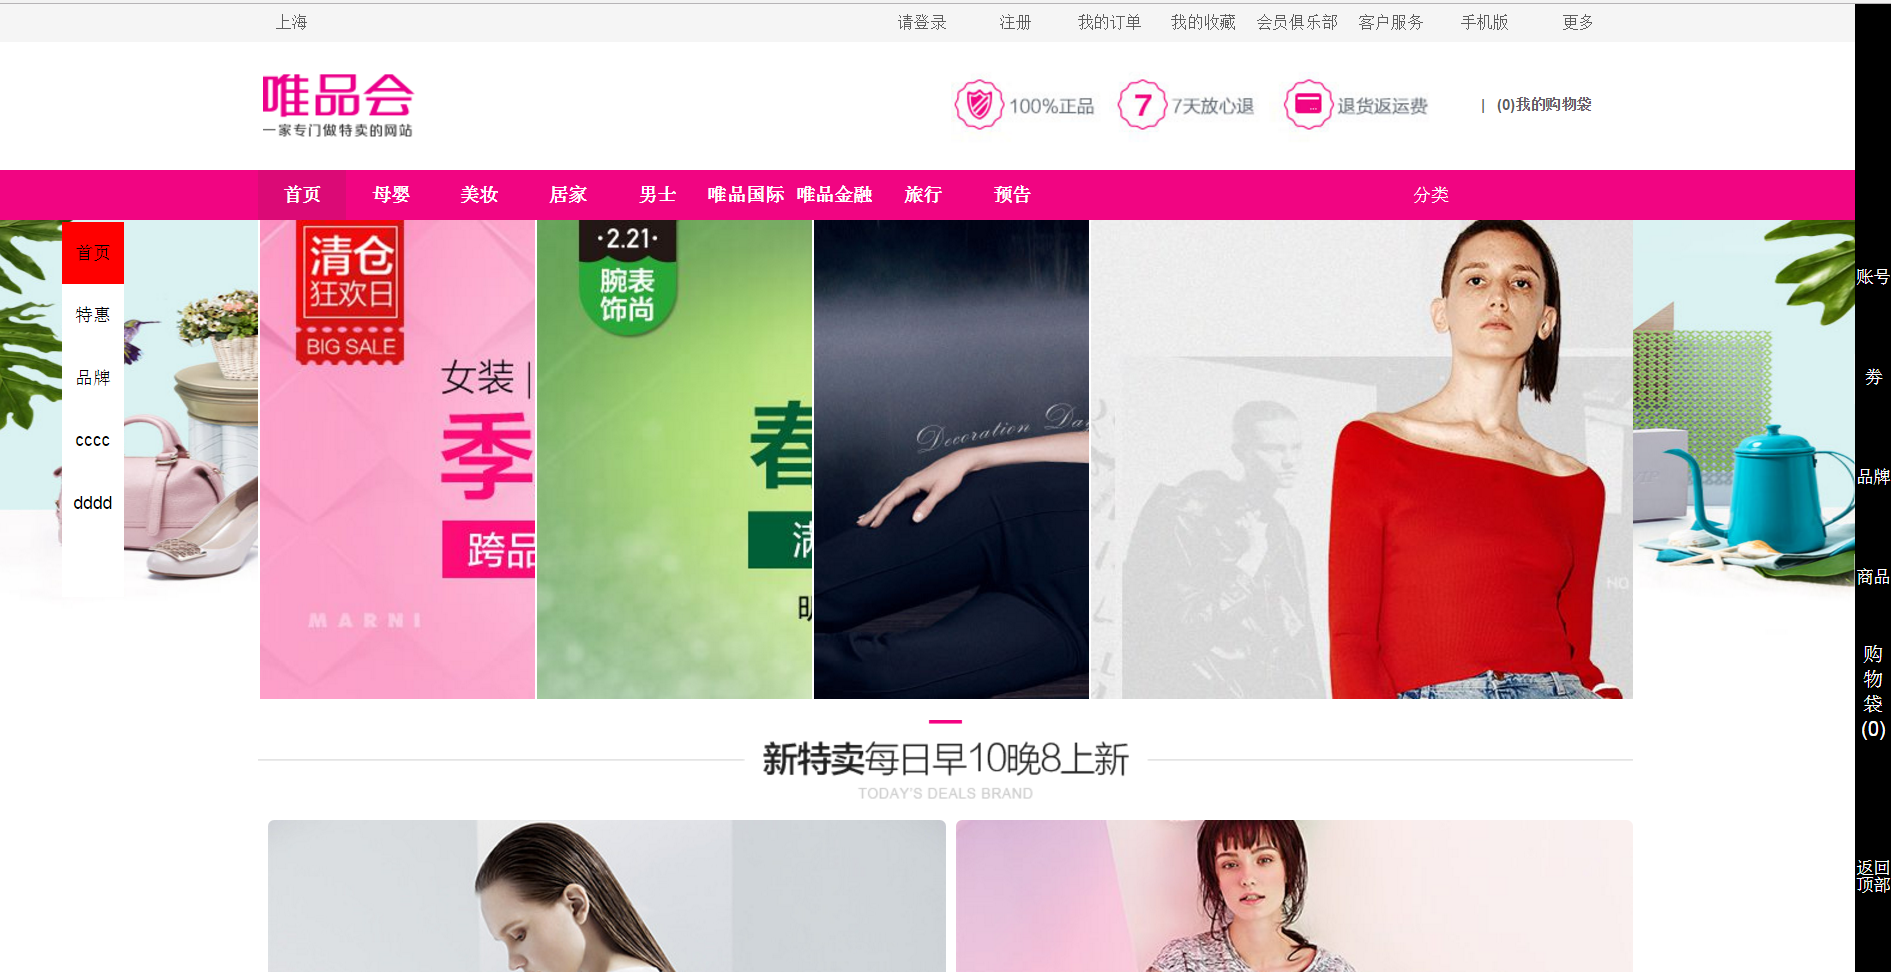 上海
请登录 注册 我的订单 我的收藏 会员俱乐部 客户服务 手机版 更多
唯品会
一家专门做特卖的网站
100%正品 7 7天放心退 退货返运费 | (0)我的购物袋
首页 母婴 美妆 居家 男士 唯品国际 唯品金融 旅行 预告 分类
首页
特惠
品牌
cccc
dddd
清仓
狂欢日
BIG SALE
女装 |
季
跨品
MARNI
·2.21·
腕表
饰尚
春
满
明
Decoration Da
NO
账号
券
品牌
商品
购
物
袋
(0)
返回
顶部
新特卖每日早10晚8上新
TODAY'S DEALS BRAND